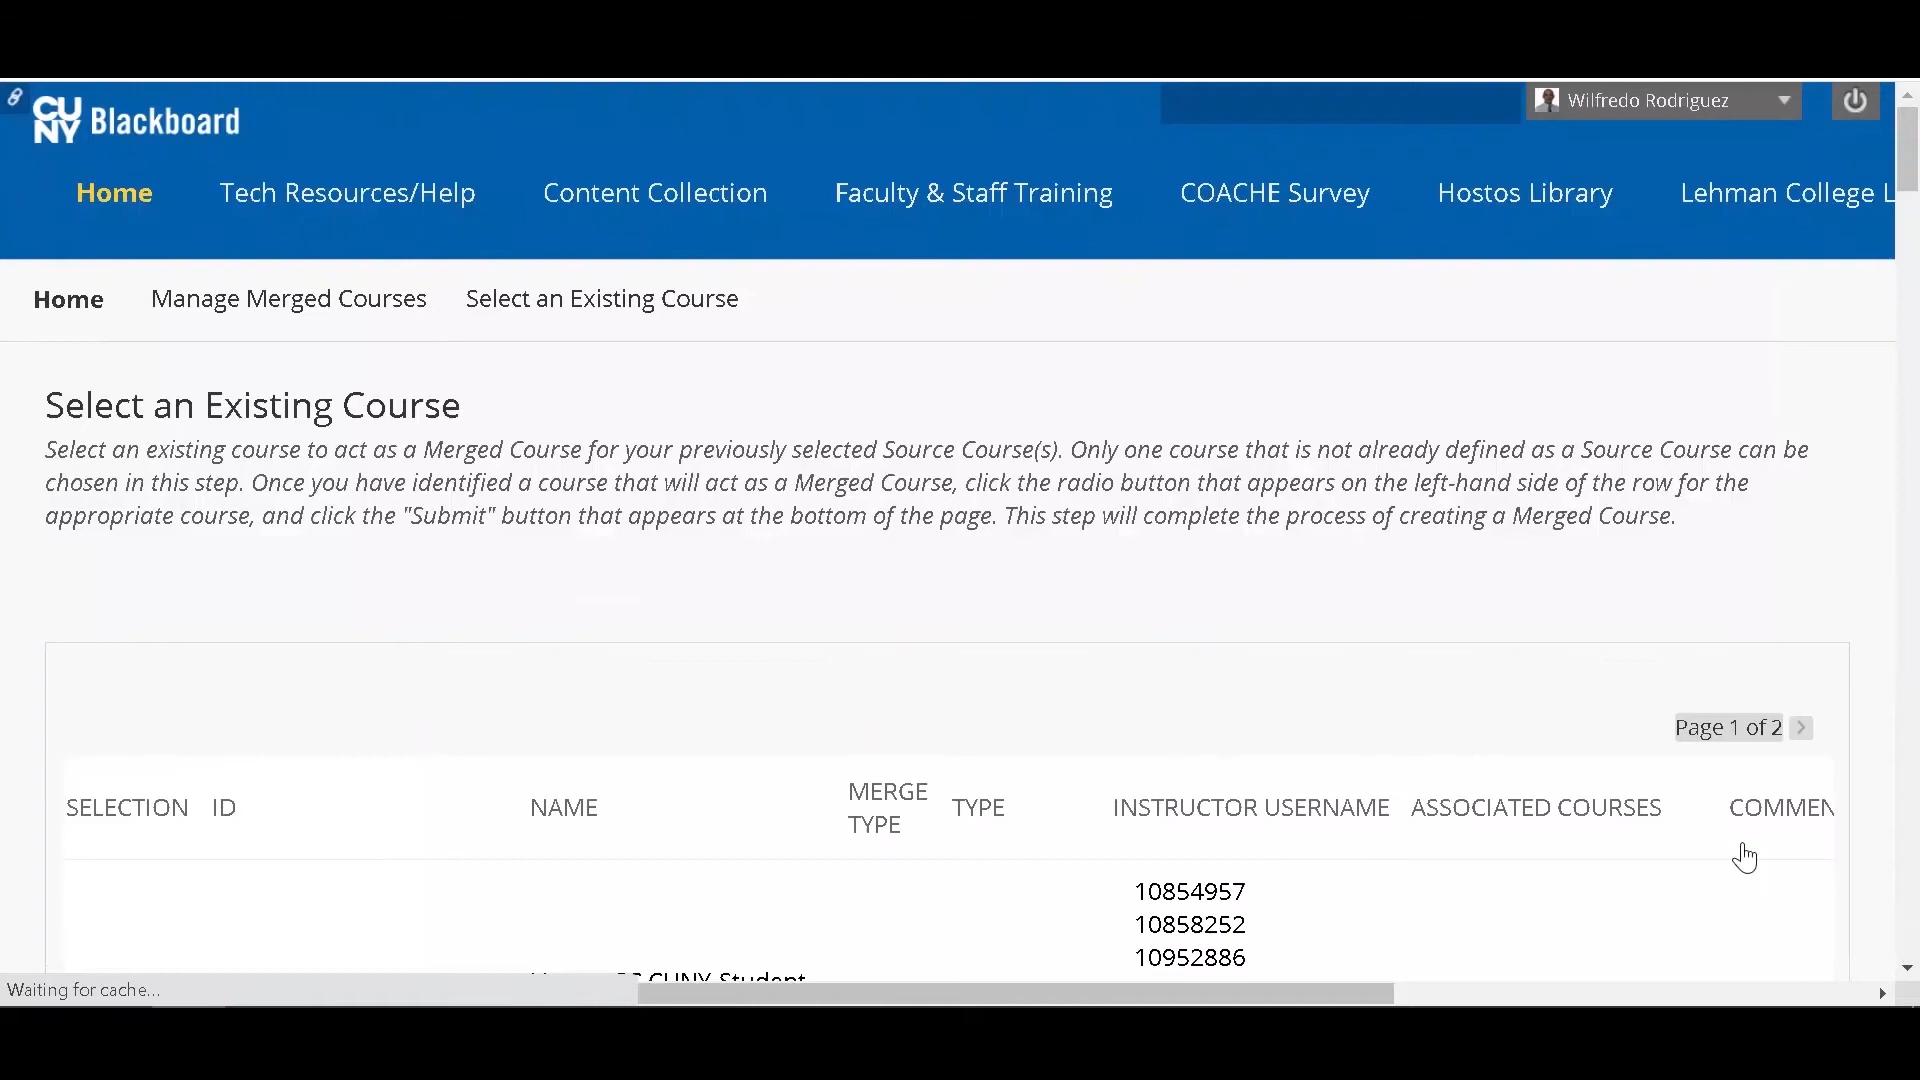 CUNY Blackboard
Wilfredo Rodriguez
Home Tech Resources/Help Content Collection Faculty & Staff Training COACHE Survey Hostos Library Lehman College L
Home Manage Merged Courses Select an Existing Course
Select an Existing Course
Select an existing course to act as a Merged Course for your previously selected Source Course(s). Only one course that is not already defined as a Source Course can be
chosen in this step. Once you have identified a course that will act as a Merged Course, click the radio button that appears on the left-hand side of the row for the
appropriate course, and click the "Submit" button that appears at the bottom of the page. This step will complete the process of creating a Merged Course.
Page 1 of 2
SELECTION ID NAME MERGE TYPE TYPE INSTRUCTOR USERNAME ASSOCIATED COURSES COMMEN
10854957
10858252
10952886
CUNY Student
Waiting for cache...